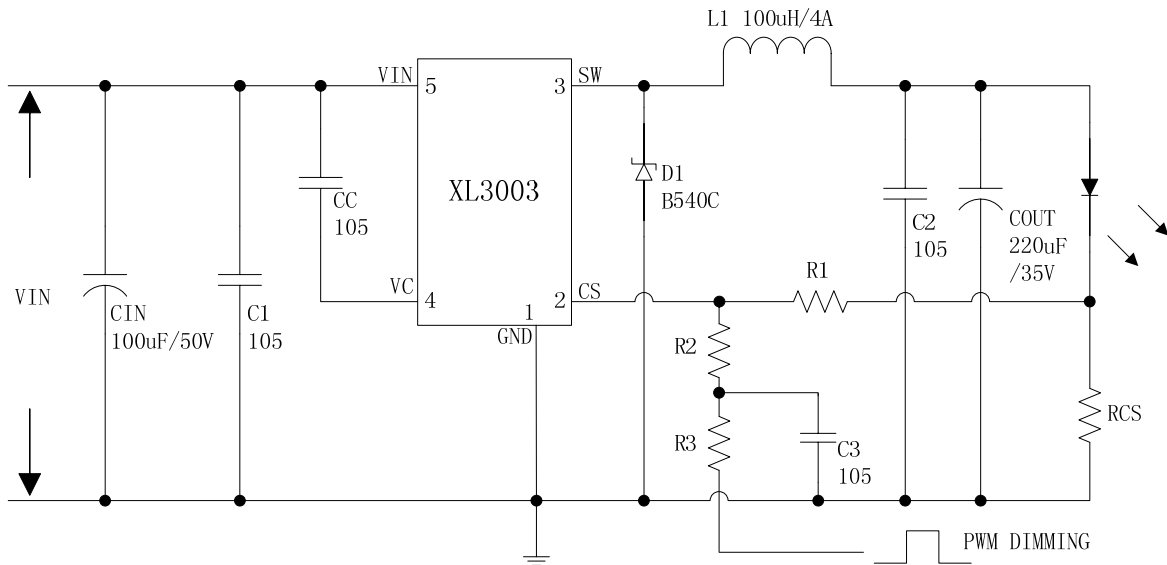 L1 100uH/4A
VIN
5
3
SW
XL3003
CC
105
D1
B540C
C2
105
COUT
220uF
/35V
VIN
CIN
100uF/50V
C1
105
VC
4
1
GND
2
CS
R1
R2
R3
C3
105
RCS
PWM DIMMING